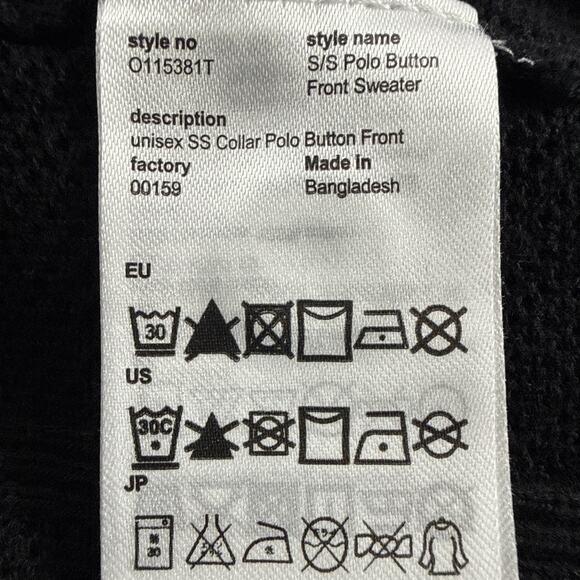 style no
O115381T
style name
S/S Polo Button
Front Sweater
description
unisex SS Collar Polo Button Front
factory
00159
Made in
Bangladesh
EU
30
US
30C
JP
30